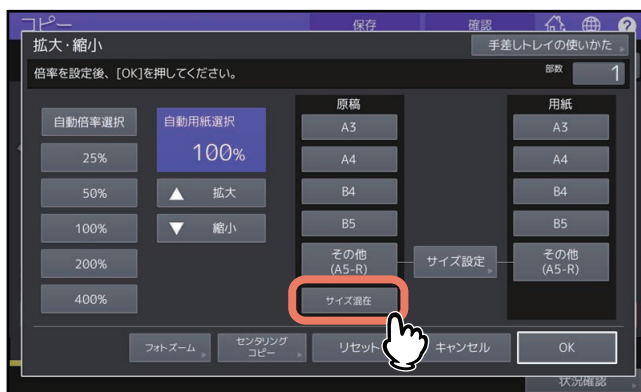 コピー
保存
確認
?
拡大・縮小
手差しトレイの使いかた
倍率を設定後、[OK]を押してください。
部数
1
自動倍率選択
25%
50%
100%
200%
400%
自動用紙選択
100%
拡大
縮小
原稿
A3
A4
B4
B5
その他
(A5-R)
サイズ混在
サイズ設定
用紙
A3
A4
B4
B5
その他
(A5-R)
フォトズーム
センタリング
コピー
リセット
キャンセル
OK
状況確認